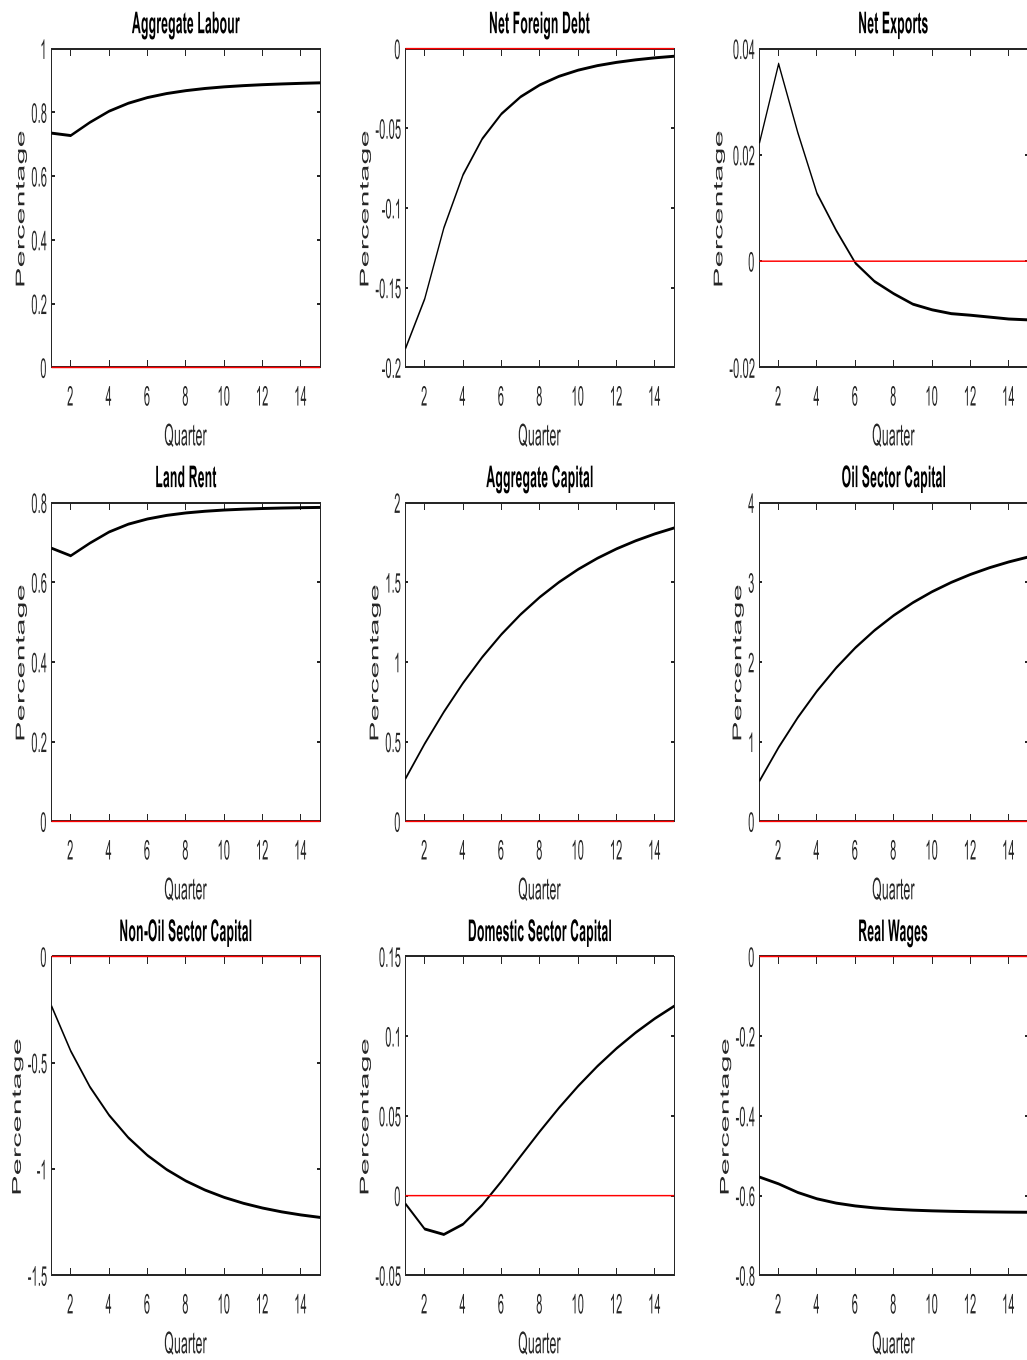 Aggregate Labour
Net Foreign Debt
Net Exports
Percentage
1
0.8
0.6
0.4
0.2
0
2 4 6 8 10 12 14
Quarter
Percentage
0
-0.05
-0.1
-0.15
-0.2
2 4 6 8 10 12 14
Quarter
Percentage
0.04
0.02
0
-0.02
2 4 6 8 10 12 14
Quarter
Land Rent
Aggregate Capital
Oil Sector Capital
Percentage
0.8
0.6
0.4
0.2
0
2 4 6 8 10 12 14
Quarter
Percentage
2
1.5
1
0.5
0
2 4 6 8 10 12 14
Quarter
Percentage
4
3
2
1
0
2 4 6 8 10 12 14
Quarter
Non-Oil Sector Capital
Domestic Sector Capital
Real Wages
Percentage
0
-0.5
-1
-1.5
2 4 6 8 10 12 14
Quarter
Percentage
0.15
0.1
0.05
0
-0.05
2 4 6 8 10 12 14
Quarter
Percentage
0
-0.2
-0.4
-0.6
-0.8
2 4 6 8 10 12 14
Quarter